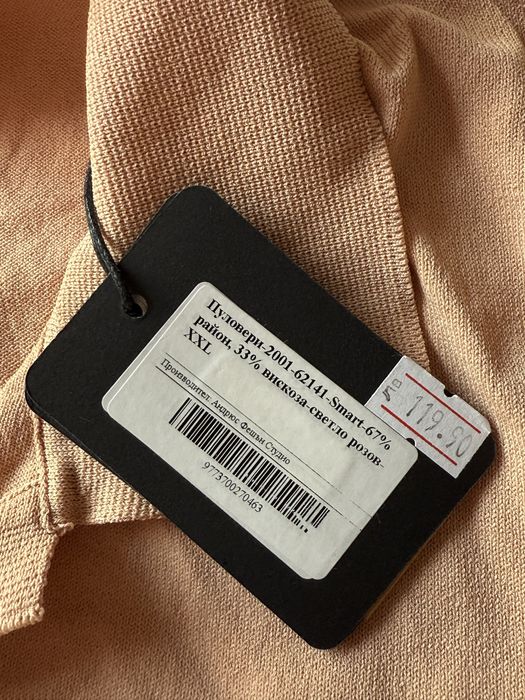 Пуловери-2001-62141-Smart-67%
район, 33% вискоза-светло розов-
XXL
Производител: Андрюс Фешън Студио
9773700270463
лв
119.90